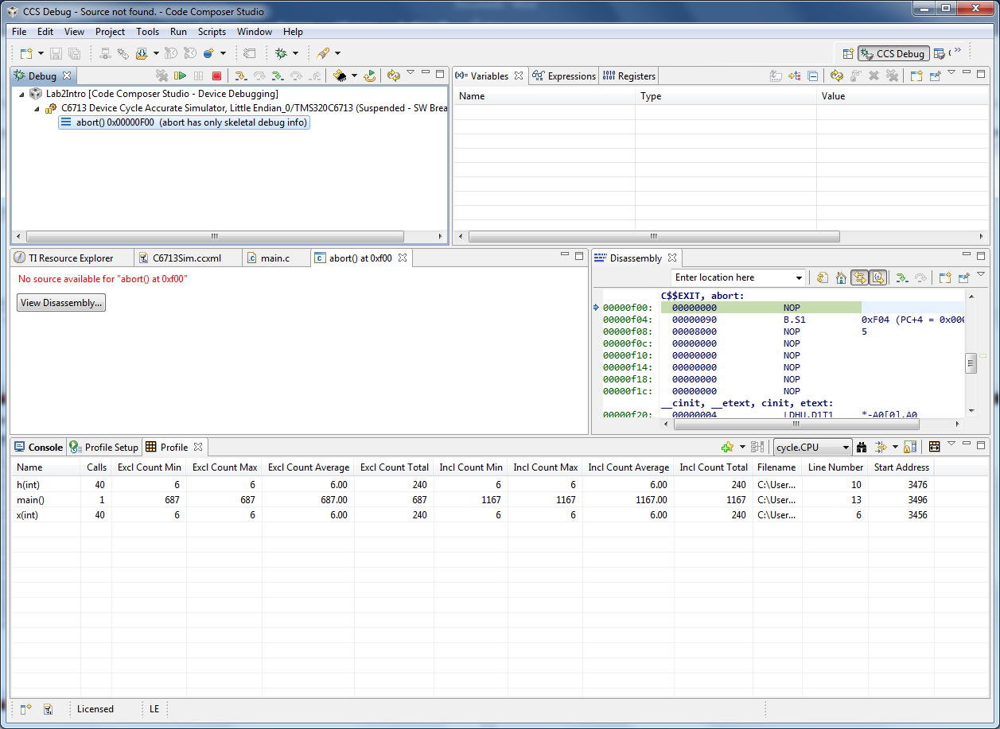 CCS Debug - Source not found. - Code Composer Studio
File Edit View Project Tools Run Scripts Window Help
CCS Debug
Debug
Lab2Intro [Code Composer Studio - Device Debugging]
C6713 Device Cycle Accurate Simulator, Little Endian_0/TMS320C6713 (Suspended - SW Brea
abort() 0x00000F00 (abort has only skeletal debug info)
(x)= Variables Expressions Registers
Name Type Value
TI Resource Explorer C6713Sim.ccxml main.c abort() at 0xf00
No source available for "abort() at 0xf00"
View Disassembly...
Disassembly
Enter location here
C$$EXIT, abort:
00000f00: 00000000 NOP
00000f04: 00000090 B.S1 0xF04 (PC+4 = 0x000
00000f08: 00008000 NOP 5
00000f0c: 00000000 NOP
00000f10: 00000000 NOP
00000f14: 00000000 NOP
00000f18: 00000000 NOP
00000f1c: 00000000 NOP
__cinit, __etext, cinit, etext:
00000f20: 00000004 LDHU.D1T1 *-A0[0],A0
Console Profile Setup Profile
cycle.CPU
Name Calls Excl Count Min Excl Count Max Excl Count Average Excl Count Total Incl Count Min Incl Count Max Incl Count Average Incl Count Total Filename Line Number Start Address
h(int) 40 6 6 6.00 240 6 6 6.00 240 C:\User... 10 3476
main() 1 687 687 687.00 687 1167 1167 1167.00 1167 C:\User... 13 3496
x(int) 40 6 6 6.00 240 6 6 6.00 240 C:\User... 6 3456
Licensed LE